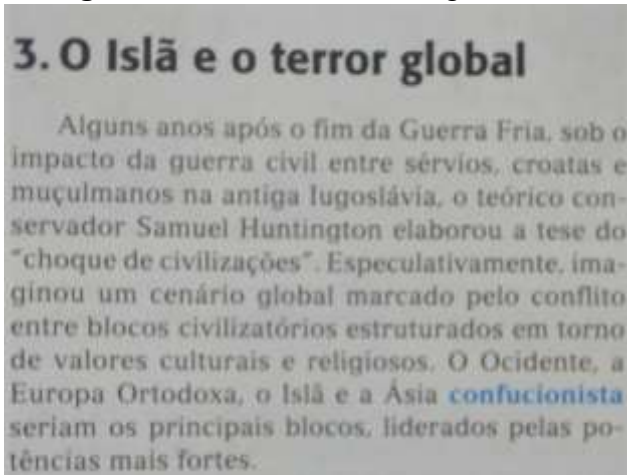 3. O Islã e o terror global
Alguns anos após o fim da Guerra Fria, sob o
impacto da guerra civil entre sérvios, croatas e
muçulmanos na antiga Iugoslávia, o teórico con-
servador Samuel Huntington elaborou a tese do
"choque de civilizações". Especulativamente, ima-
ginou um cenário global marcado pelo conflito
entre blocos civilizatórios estruturados em torno
de valores culturais e religiosos. O Ocidente, a
Europa Ortodoxa, o Islã e a Ásia confucionista
seriam os principais blocos, liderados pelas po-
tências mais fortes.